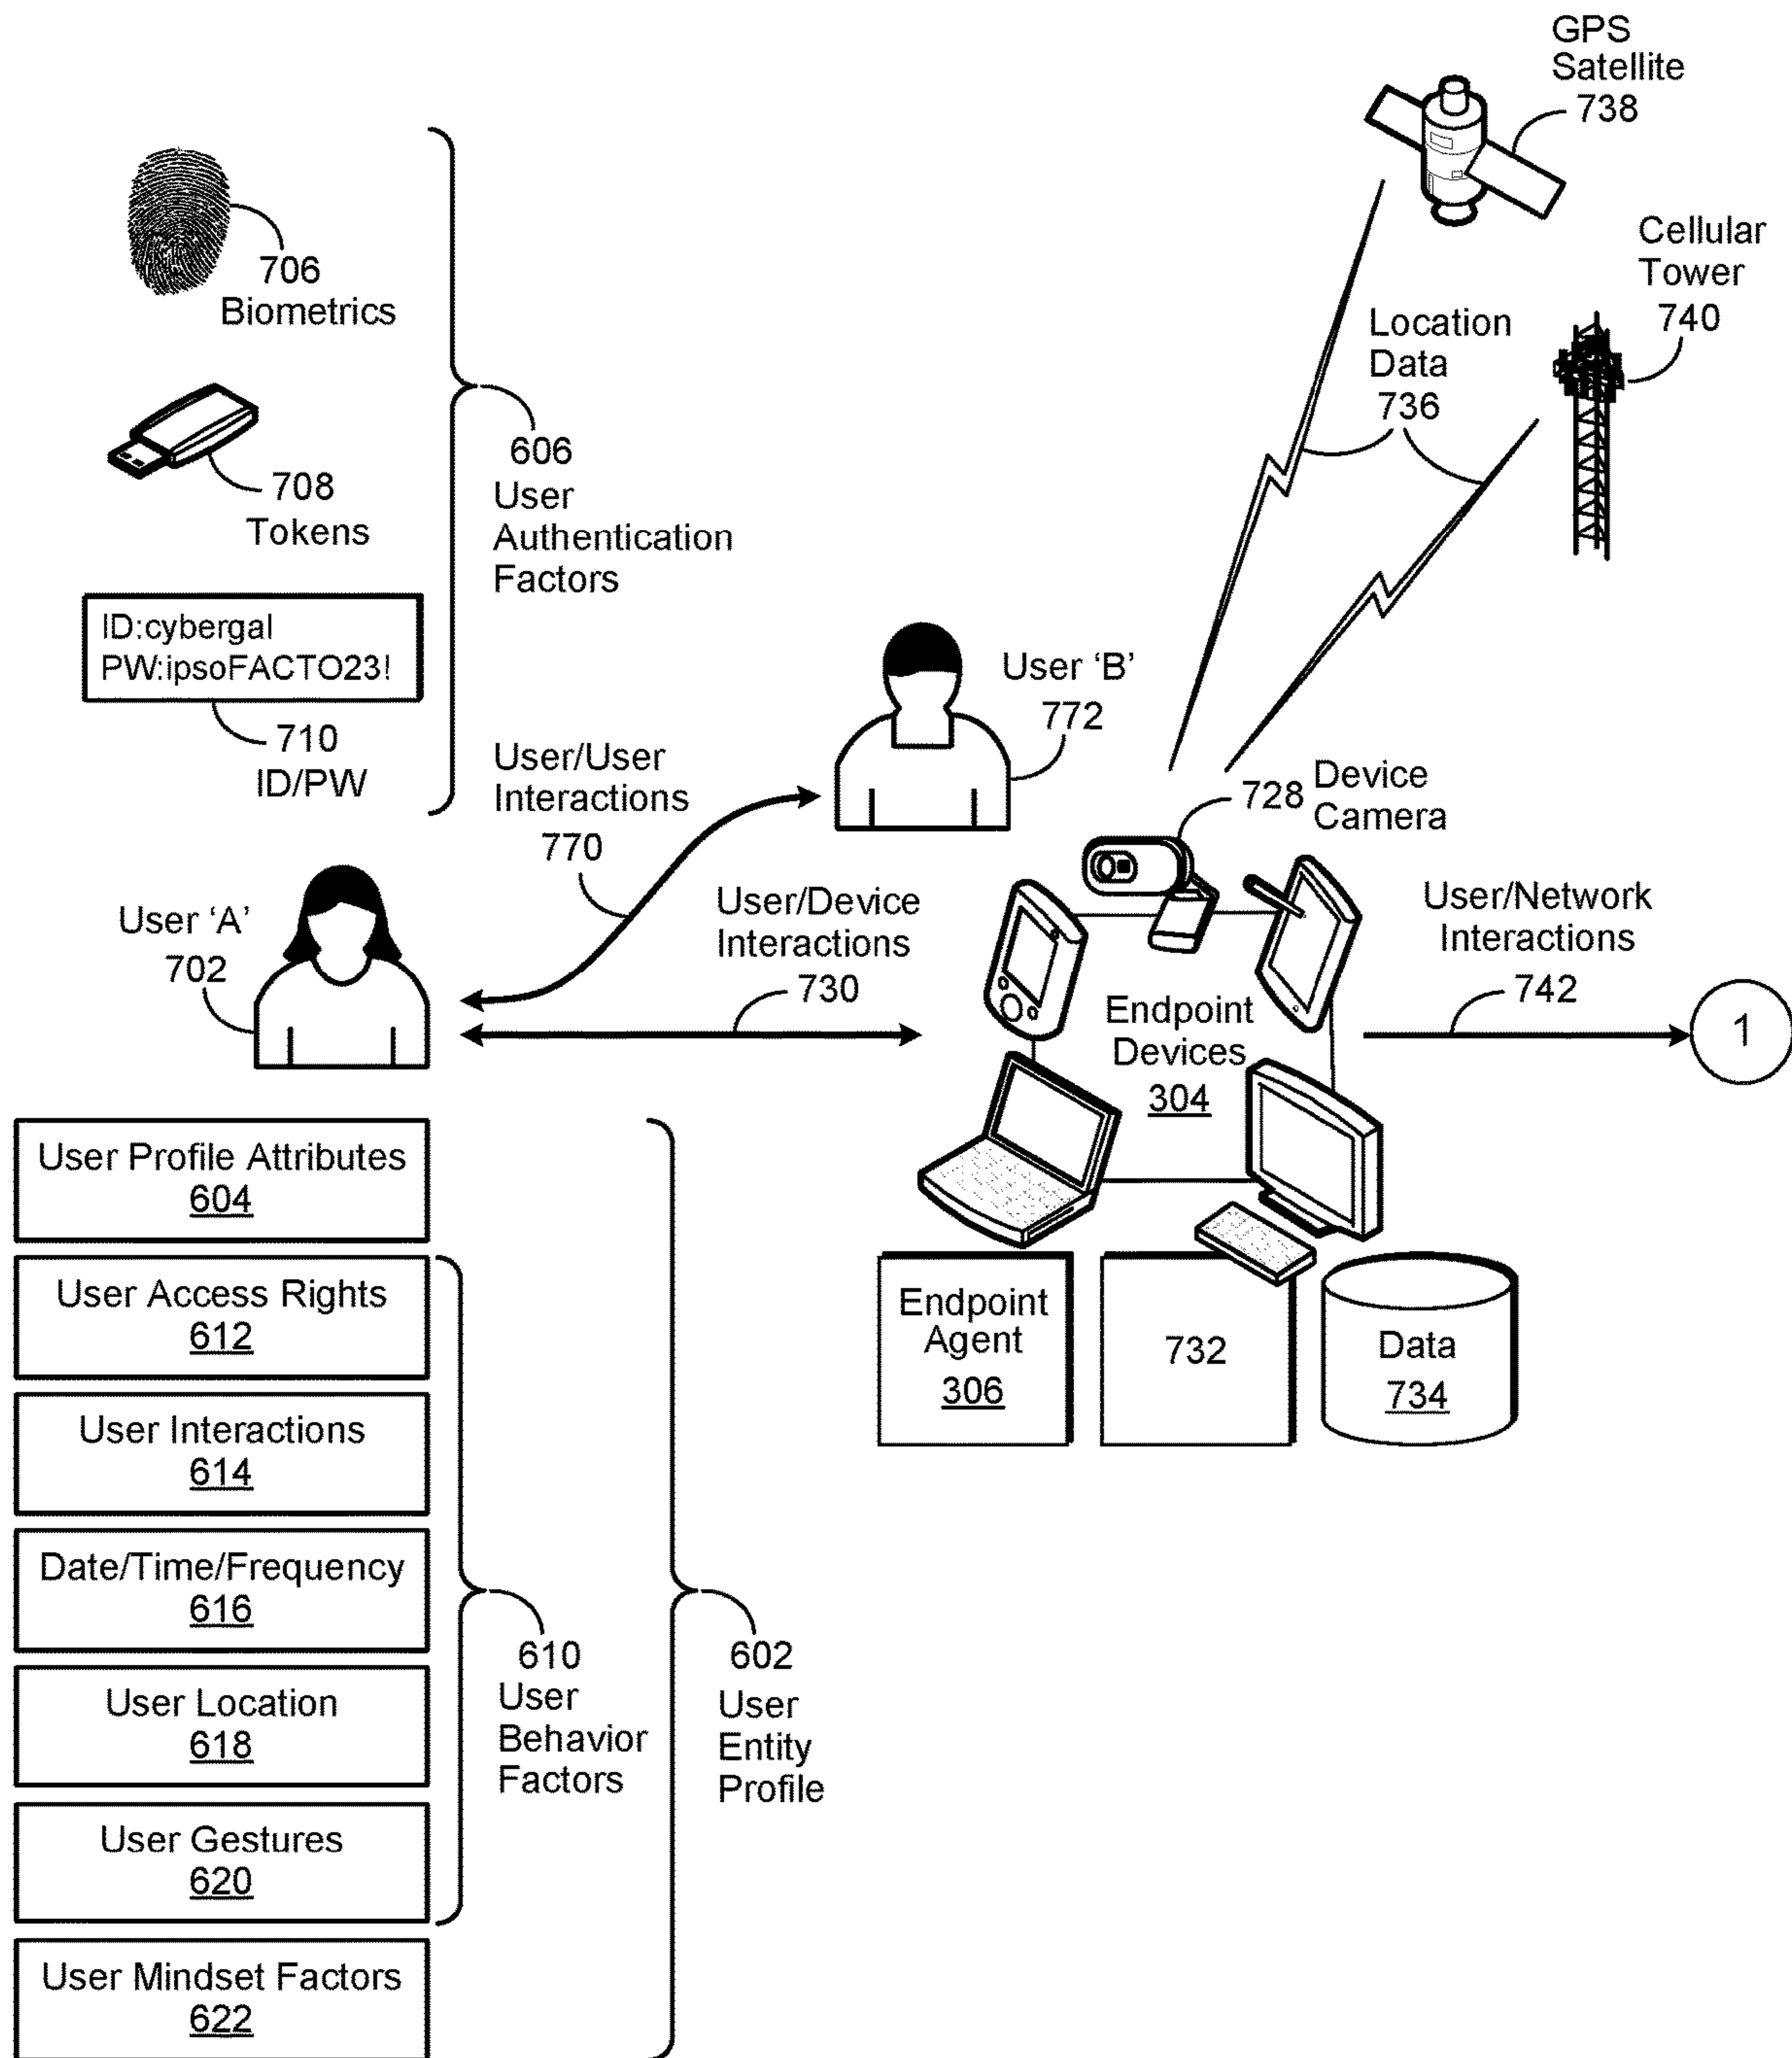 GPS
Satellite
738
Cellular
Tower
740
Location
Data
736
706
Biometrics
708
Tokens
ID:cybergal
PW:ipsoFACTO23!
710
ID/PW
606
User
Authentication
Factors
User/User
Interactions
770
User 'B'
772
728
Device
Camera
User 'A'
702
User/Device
Interactions
730
Endpoint
Devices
304
User/Network
Interactions
742
1
User Profile Attributes
604
User Access Rights
612
User Interactions
614
Date/Time/Frequency
616
User Location
618
User Gestures
620
User Mindset Factors
622
610
User
Behavior
Factors
602
User
Entity
Profile
Endpoint
Agent
306
732
Data
734